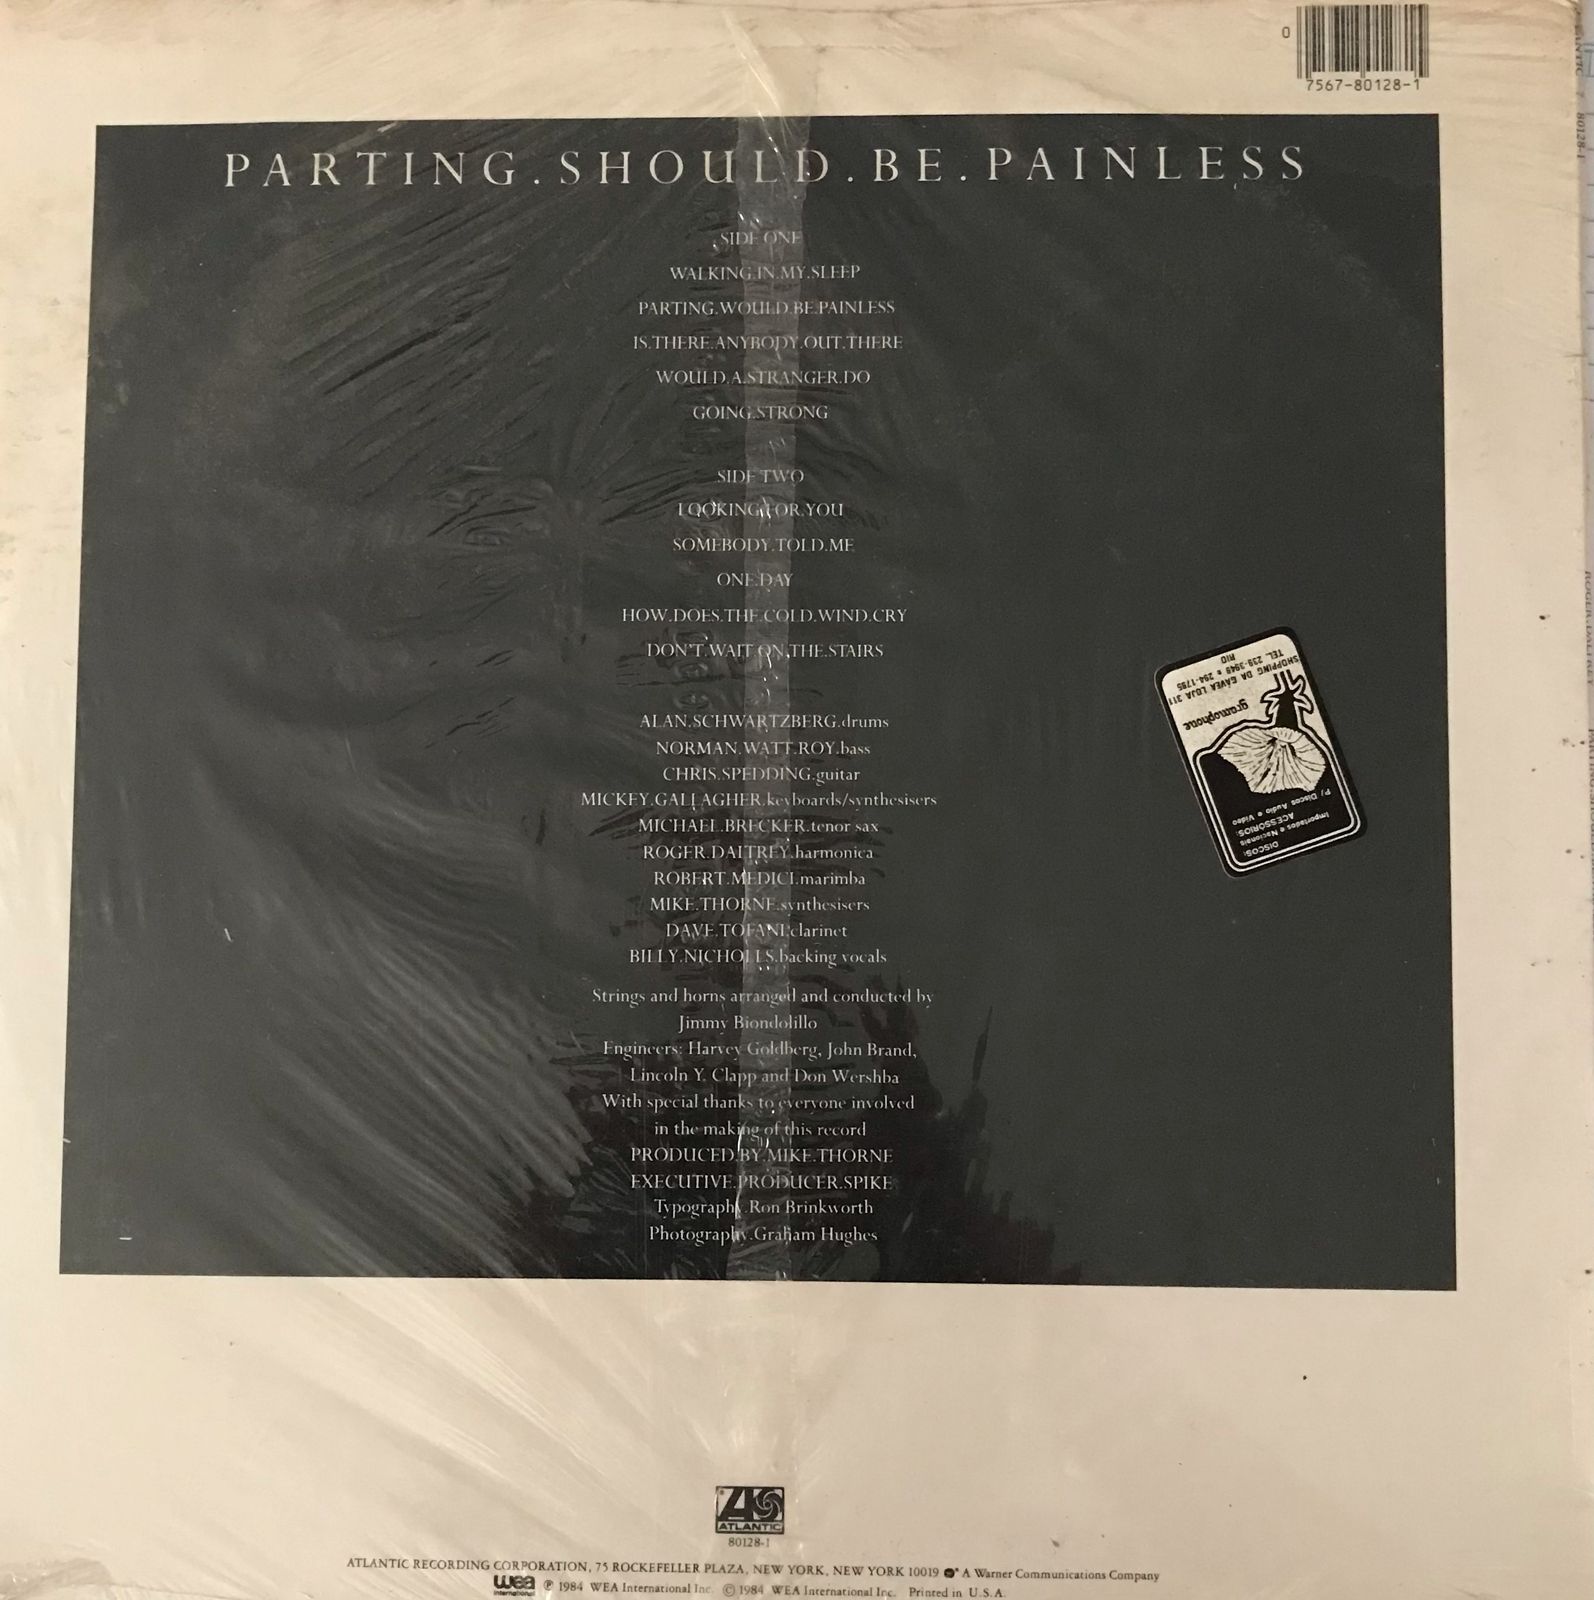 0
7567-80128-1
PARTING.SHOULD.BE.PAINLESS
SIDE ONE
WALKING.IN.MY.SLEEP
PARTING.WOULD.BE.PAINLESS
IS.THERE.ANYBODY.OUT.THERE
WOULD.A.STRANGER.DO
GOING.STRONG
SIDE TWO
LOOKING.FOR.YOU
SOMEBODY.TOLD.ME
ONE.DAY
HOW.DOES.THE.COLD.WIND.CRY
DON'T.WAIT.ON.THE.STAIRS
ALAN.SCHWARTZBERG.drums
NORMAN.WATT.ROY.bass
CHRIS.SPEDDING.guitar
MICKEY.GALLAGHER.keyboards/synthesisers
MICHAEL.BRECKER.tenor sax
ROGER.DALTREY.harmonica
ROBERT.MEDICI.marimba
MIKE.THORNE.synthesisers
DAVE.TOFANI.clarinet
BILLY.NICHOLLS.backing vocals
Strings and horns arranged and conducted by
Jimmy Biondolillo
Engineers: Harvey Goldberg, John Brand,
Lincoln Y. Clapp and Don Wershba
With special thanks to everyone involved
in the making of this record
PRODUCED.BY.MIKE.THORNE
EXECUTIVE.PRODUCER.SPIKE
Typography.Ron Brinkworth
Photography.Graham Hughes
DISCOS:
Importados e Nacionais
ACESSÓRIOS:
P/ Discos Audio e Video
gramophone
SHOPPING DA GÁVEA LOJA 311
TEL. 239-3949 e 294-1795
RIO
ATLANTIC
80128-1
ATLANTIC RECORDING CORPORATION, 75 ROCKEFELLER PLAZA, NEW YORK, NEW YORK 10019 A Warner Communications Company
wea International ℗ 1984 WEA International Inc. © 1984 WEA International Inc. Printed in U.S.A.
80128-1